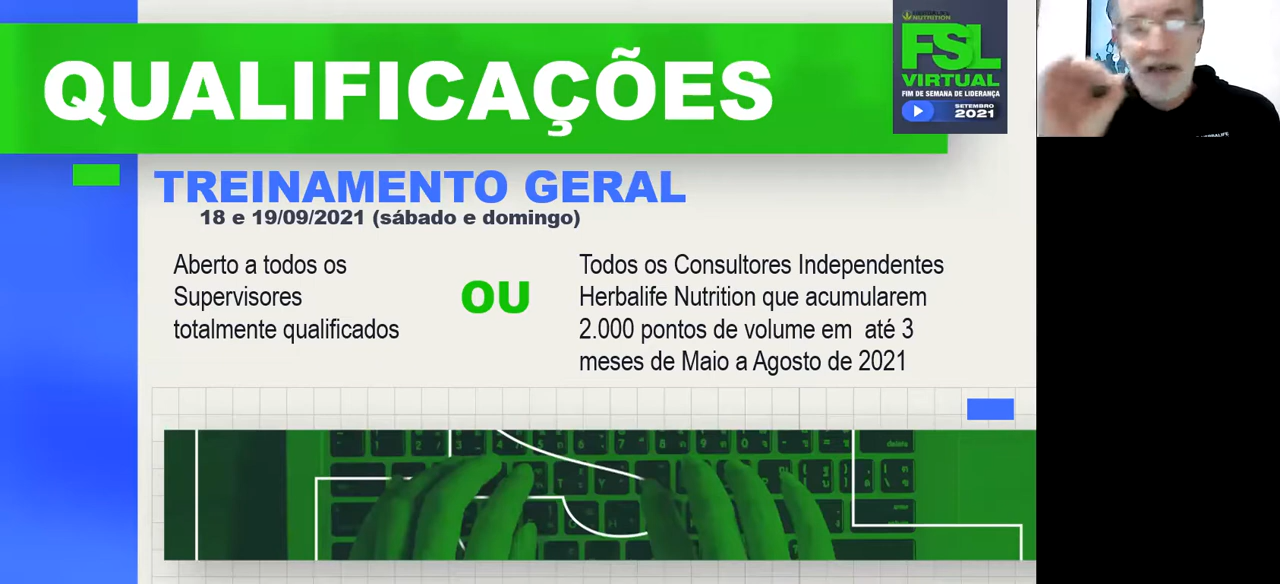 QUALIFICAÇÕES
HERBALIFE
NUTRITION
FSL
VIRTUAL
FIM DE SEMANA DE LIDERANÇA
SETEMBRO
2021
TREINAMENTO GERAL
18 e 19/09/2021 (sábado e domingo)
Aberto a todos os
Supervisores
totalmente qualificados
OU
Todos os Consultores Independentes
Herbalife Nutrition que acumularem
2.000 pontos de volume em até 3
meses de Maio a Agosto de 2021
delete